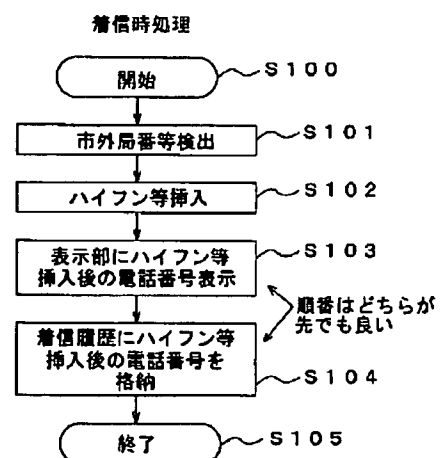 着信時処理
開始
S100
市外局番等検出
S101
ハイフン等挿入
S102
表示部にハイフン等
挿入後の電話番号表示
S103
順番はどちらが
先でも良い
着信履歴にハイフン等
挿入後の電話番号を
格納
S104
終了
S105